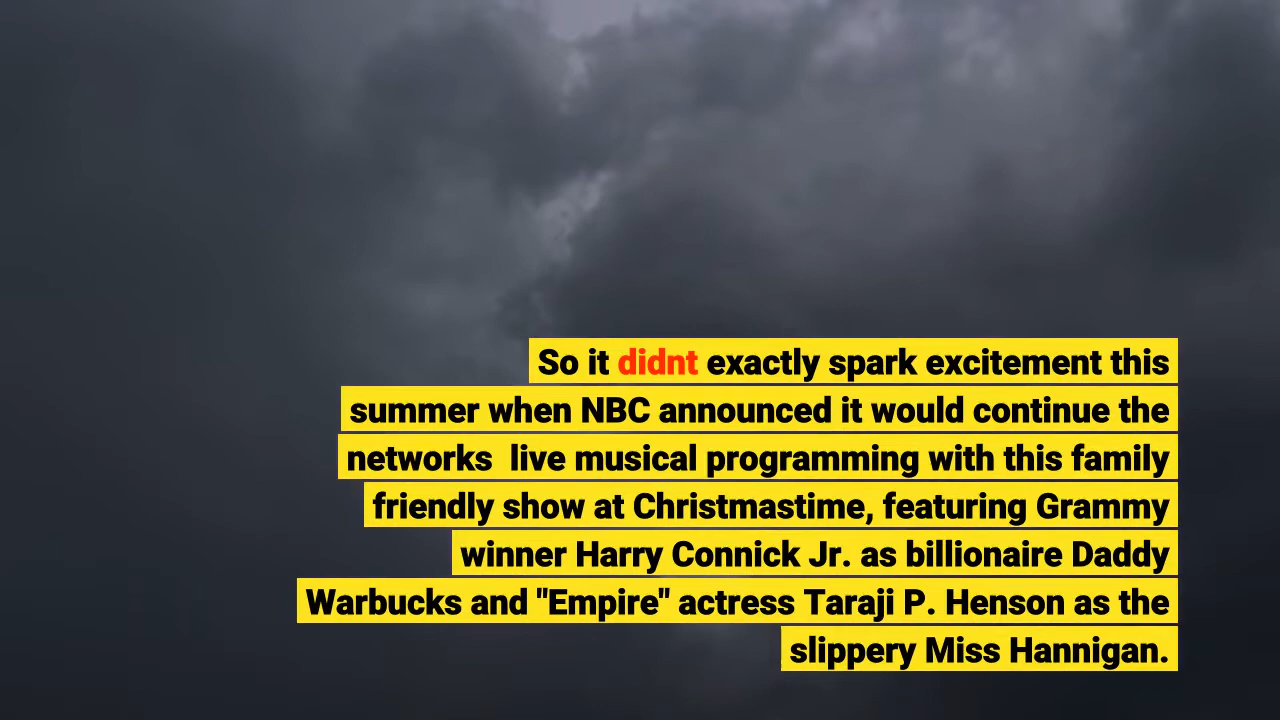 So it didnt exactly spark excitement this
summer when NBC announced it would continue the
networks  live musical programming with this family
friendly show at Christmastime, featuring Grammy
winner Harry Connick Jr. as billionaire Daddy
Warbucks and "Empire" actress Taraji P. Henson as the
slippery Miss Hannigan.